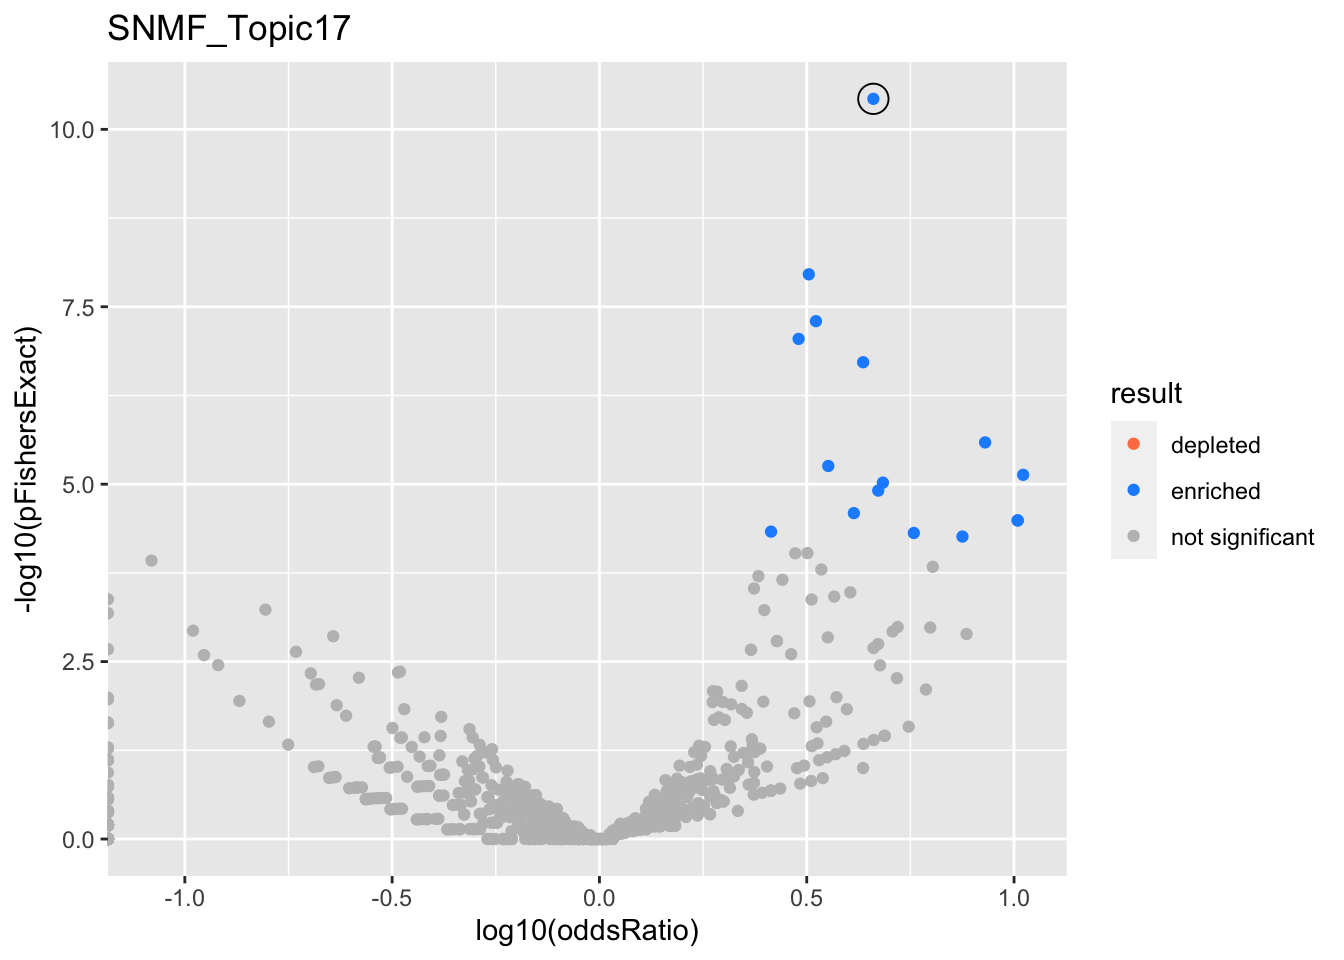 SNMF_Topic17
10.0
7.5
5.0
2.5
0.0
-log10(pFishersExact)
-1.0
-0.5
0.0
0.5
1.0
log10(oddsRatio)
result
depleted
enriched
not significant